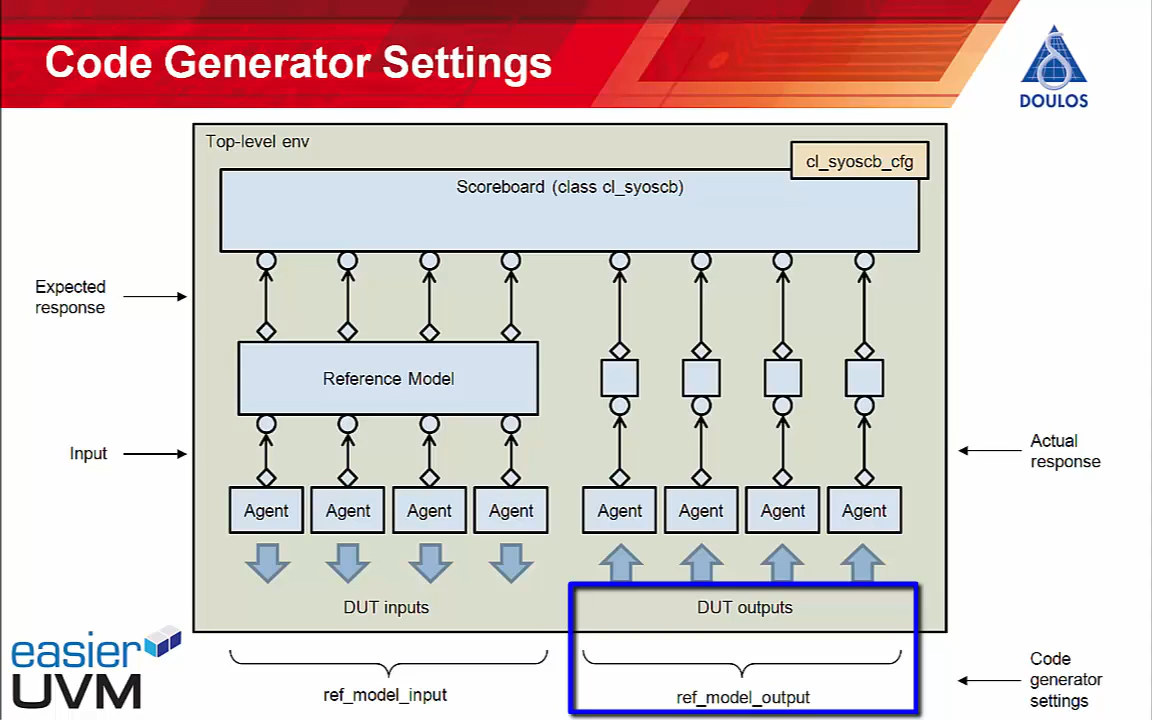 Code Generator Settings
DOULOS
Top-level env
cl_syoscb_cfg
Scoreboard (class cl_syoscb)
Expected
response
Reference Model
Input
Actual
response
Agent
Agent
Agent
Agent
Agent
Agent
Agent
Agent
DUT inputs
DUT outputs
easier
UVM
ref_model_input
ref_model_output
Code
generator
settings